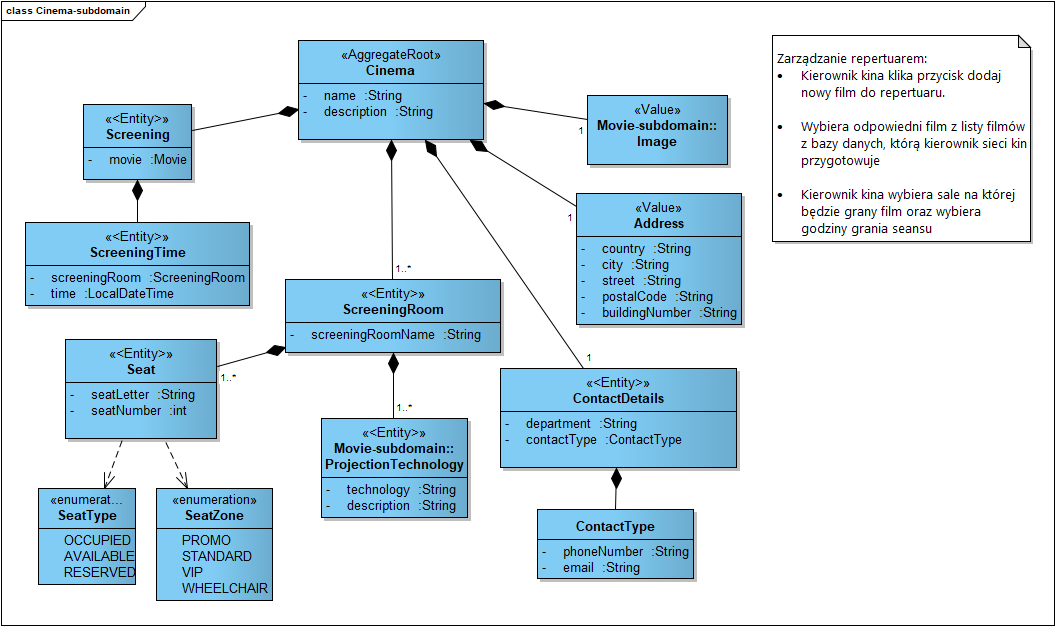 class Cinema-subdomain
«AggregateRoot»
Cinema
- name :String
- description :String
«<Entity>»
Screening
- movie :Movie
«Value»
Movie-subdomain::
Image
1
«<Entity>»
ScreeningTime
- screeningRoom :ScreeningRoom
- time :LocalDateTime
«Value»
Address
- country :String
- city :String
- street :String
- postalCode :String
- buildingNumber :String
1
1..*
«<Entity>»
ScreeningRoom
- screeningRoomName :String
«<Entity>»
Seat
- seatLetter :String
- seatNumber :int
1..*
1
«<Entity>»
ContactDetails
- department :String
- contactType :ContactType
1..*
«<Entity>»
Movie-subdomain::
ProjectionTechnology
- technology :String
- description :String
«enumerat...
SeatType
OCCUPIED
AVAILABLE
RESERVED
«enumeration»
SeatZone
PROMO
STANDARD
VIP
WHEELCHAIR
ContactType
- phoneNumber :String
- email :String
Zarządzanie repertuarem:
• Kierownik kina klika przycisk dodaj
nowy film do repertuaru.
• Wybiera odpowiedni film z listy filmów
z bazy danych, którą kierownik sieci kin
przygotowuje
• Kierownik kina wybiera sale na której
będzie grany film oraz wybiera
godziny grania seansu